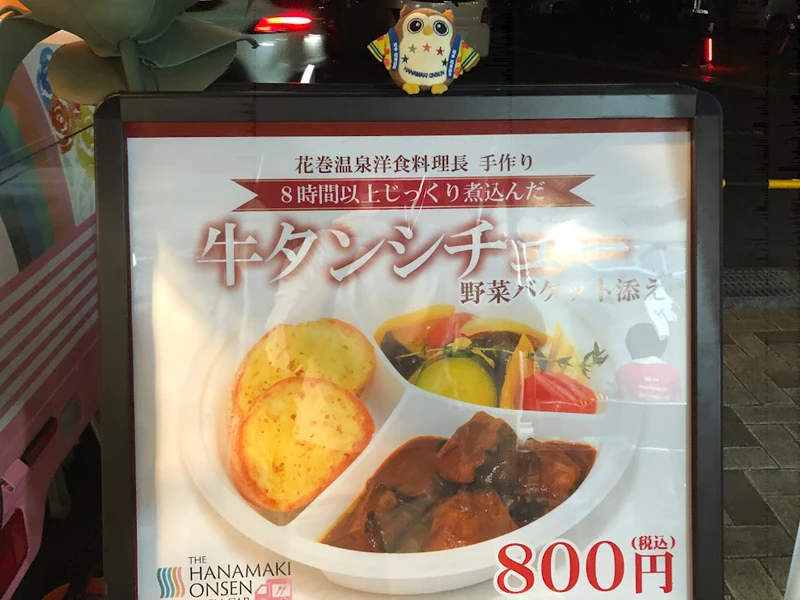 HANAMAKI ONSEN
花巻温泉洋食料理長 手作り
8時間以上じっくり煮込んだ
牛タンシチュー
野菜バケット添え
800円
(税込)
THE
HANAMAKI
ONSEN